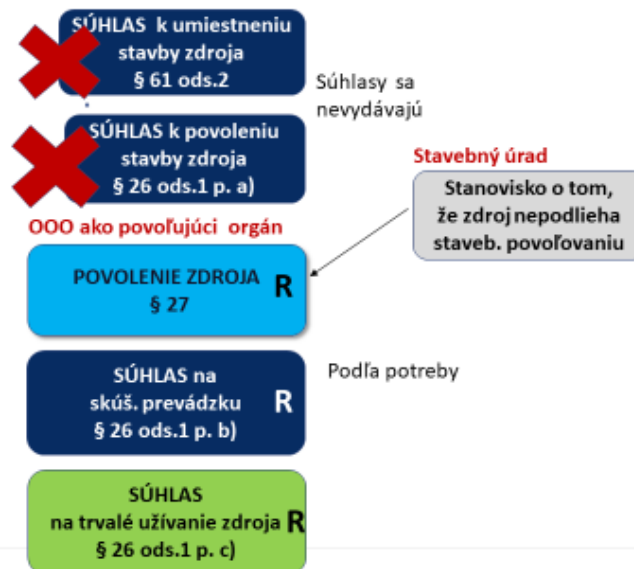 SÚHLAS k umiestneniu
stavby zdroja
§ 61 ods.2
Súhlasy sa
nevydávajú
SÚHLAS k povoleniu
stavby zdroja
§ 26 ods.1 p. a)
Stavebný úrad
Stanovisko o tom,
že zdroj nepodlieha
staveb. povoľovaniu
OOO ako povoľujúci orgán
POVOLENIE ZDROJA R
§ 27
SÚHLAS na
skúš. prevádzku R
§ 26 ods.1 p. b)
Podľa potreby
SÚHLAS
na trvalé užívanie zdroja R
§ 26 ods.1 p. c)